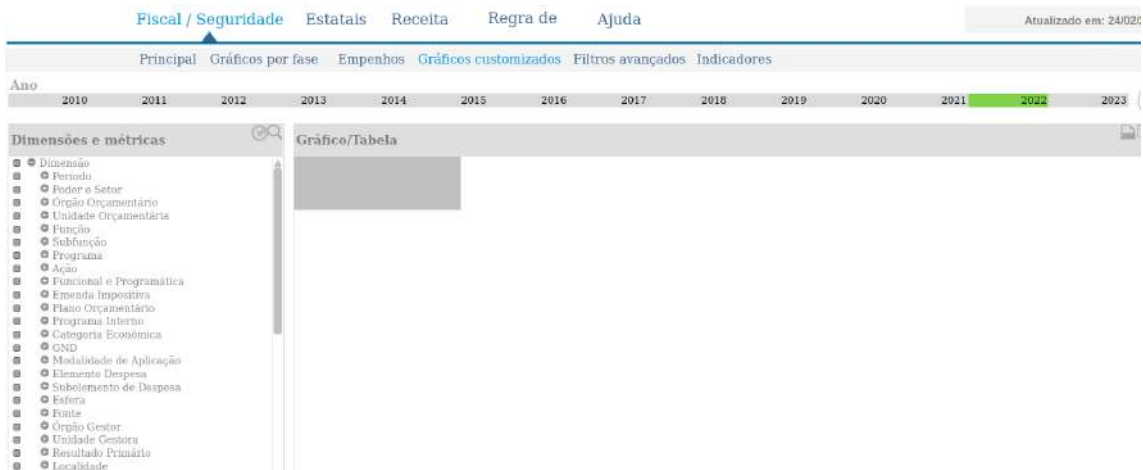 Fiscal / Seguridade Estatais Receita Regra de Ajuda
Atualizado em: 24/02/2
Principal Gráficos por fase Empenhos Gráficos customizados Filtros avançados Indicadores
Ano
2010 2011 2012 2013 2014 2015 2016 2017 2018 2019 2020 2021 2022 2023
Dimensões e métricas
Gráfico/Tabela
Dimensão
Período
Poder e Setor
Órgão Orçamentário
Unidade Orçamentária
Função
Subfunção
Programa
Ação
Funcional e Programática
Emenda Impositiva
Plano Orçamentário
Programa Interno
Categoria Econômica
GND
Modalidade de Aplicação
Elemento Despesa
Subelemento de Despesa
Esfera
Fonte
Órgão Gestor
Unidade Gestora
Resultado Primário
Localidade